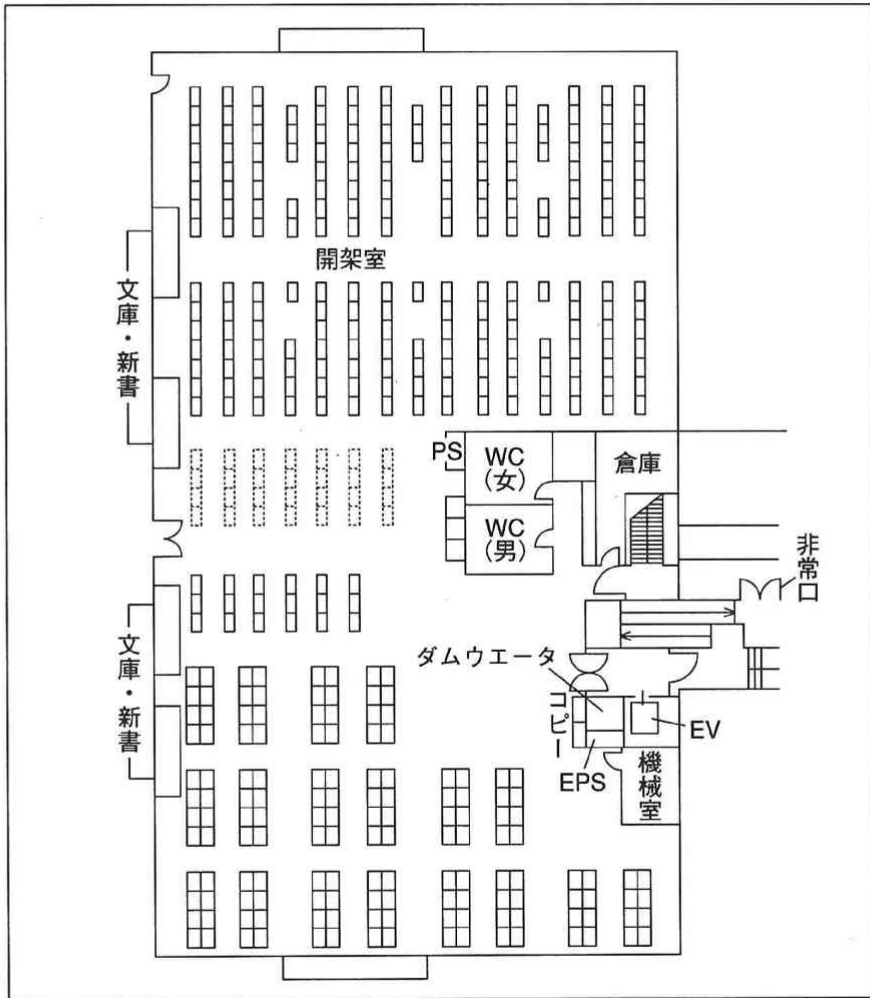 開架室
文庫・新書
PS
WC
(女)
倉庫
WC
(男)
非常口
文庫・新書
ダムウエータ
コピー
EV
EPS
機械室